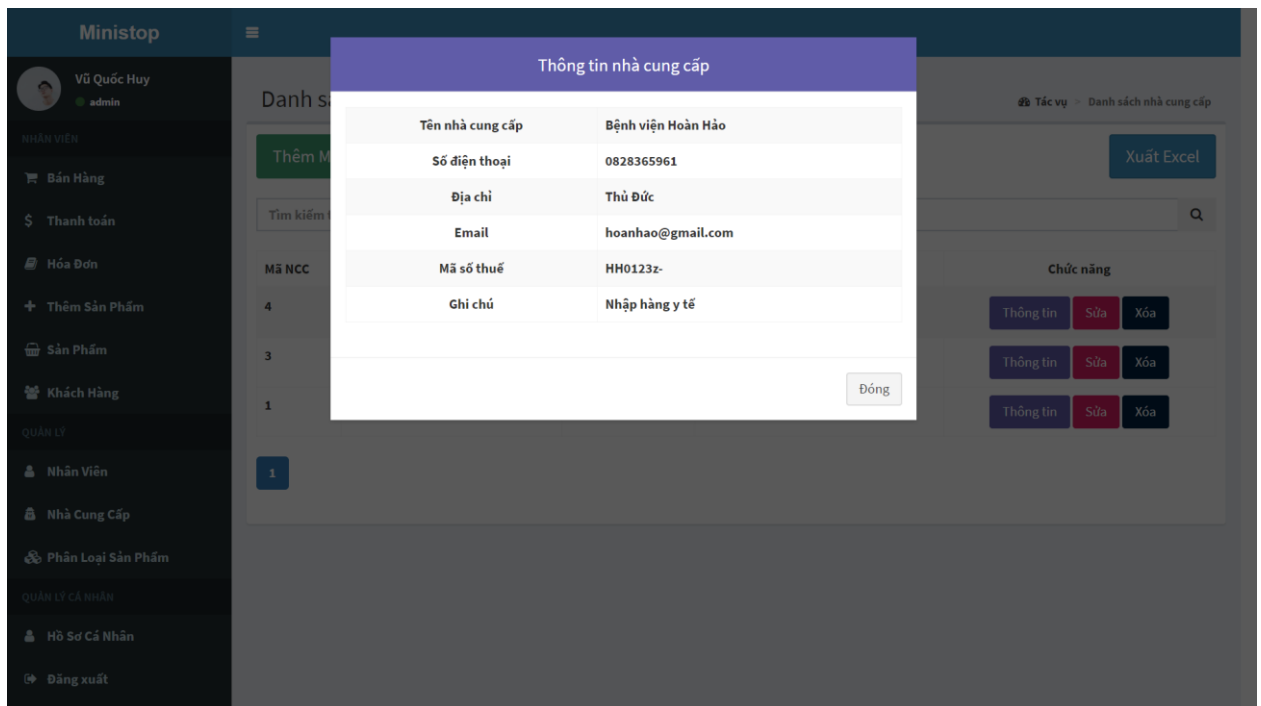 Ministop
Vũ Quốc Huy
admin
NHÂN VIÊN
Bán Hàng
Thanh toán
Hóa Đơn
Thêm Sản Phẩm
Sản Phẩm
Khách Hàng
QUẢN LÝ
Nhân Viên
Nhà Cung Cấp
Phân Loại Sản Phẩm
QUẢN LÝ CÁ NHÂN
Hồ Sơ Cá Nhân
Đăng xuất
Danh sá
Tác vụ > Danh sách nhà cung cấp
Thêm M
Xuất Excel
Tìm kiếm t
Mã NCC
Chức năng
4
Thông tin Sửa Xóa
3
Thông tin Sửa Xóa
1
Thông tin Sửa Xóa
1
Thông tin nhà cung cấp
Tên nhà cung cấp Bệnh viện Hoàn Hảo
Số điện thoại 0828365961
Địa chỉ Thủ Đức
Email hoanhao@gmail.com
Mã số thuế HH0123z-
Ghi chú Nhập hàng y tế
Đóng